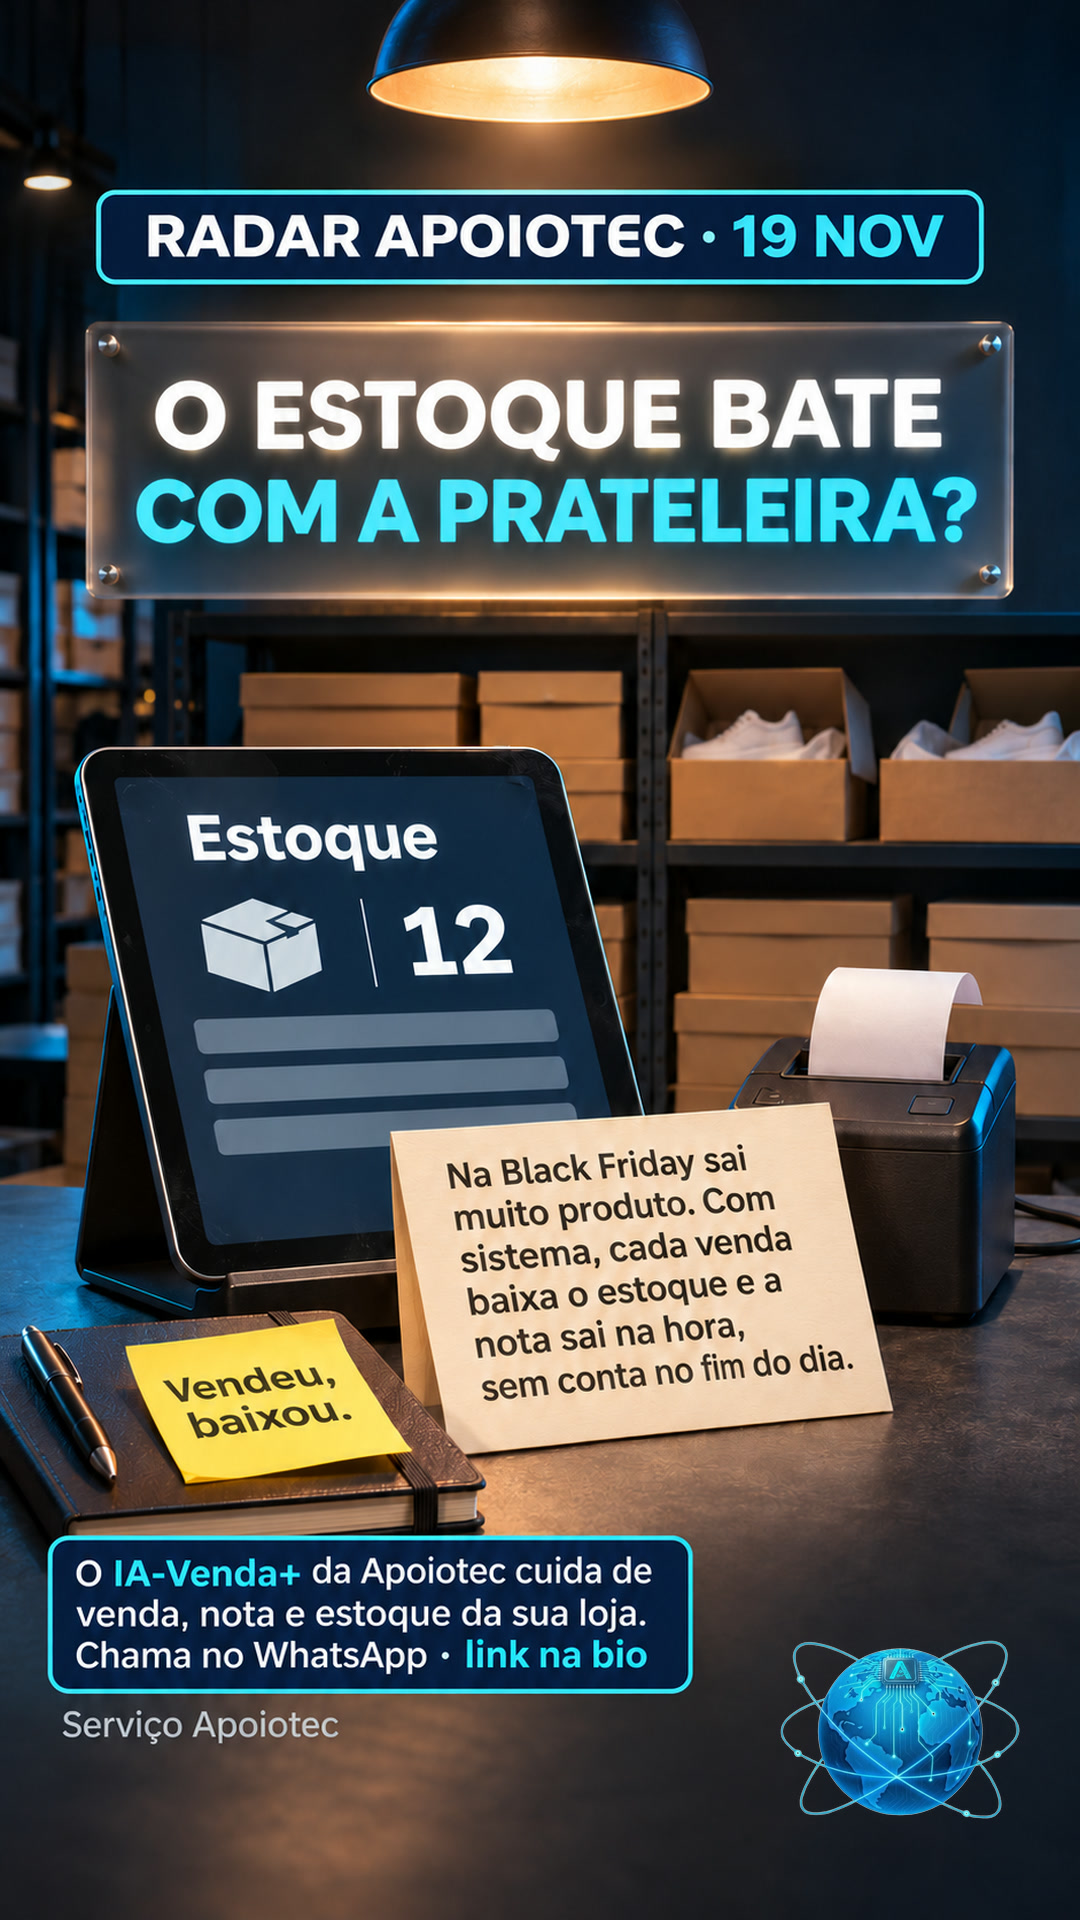 RADAR APOIOTEC · 19 NOV
O ESTOQUE BATE
COM A PRATELEIRA?
Estoque
12
Na Black Friday sai
muito produto. Com
sistema, cada venda
baixa o estoque e a
nota sai na hora,
sem conta no fim do dia.
Vendeu,
baixou.
O IA-Venda+ da Apoiotec cuida de
venda, nota e estoque da sua loja.
Chama no WhatsApp · link na bio
Serviço Apoiotec
A